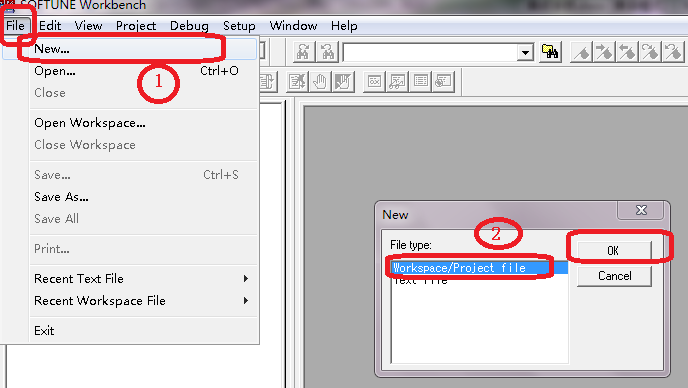 SOFTUNE Workbench
File Edit View Project Debug Setup Window Help
New...
Open... Ctrl+O
Close
Open Workspace...
Close Workspace
Save... Ctrl+S
Save As...
Save All
Print...
Recent Text File
Recent Workspace File
Exit
1
New
2
File type:
Workspace/Project file
Text file
OK
Cancel